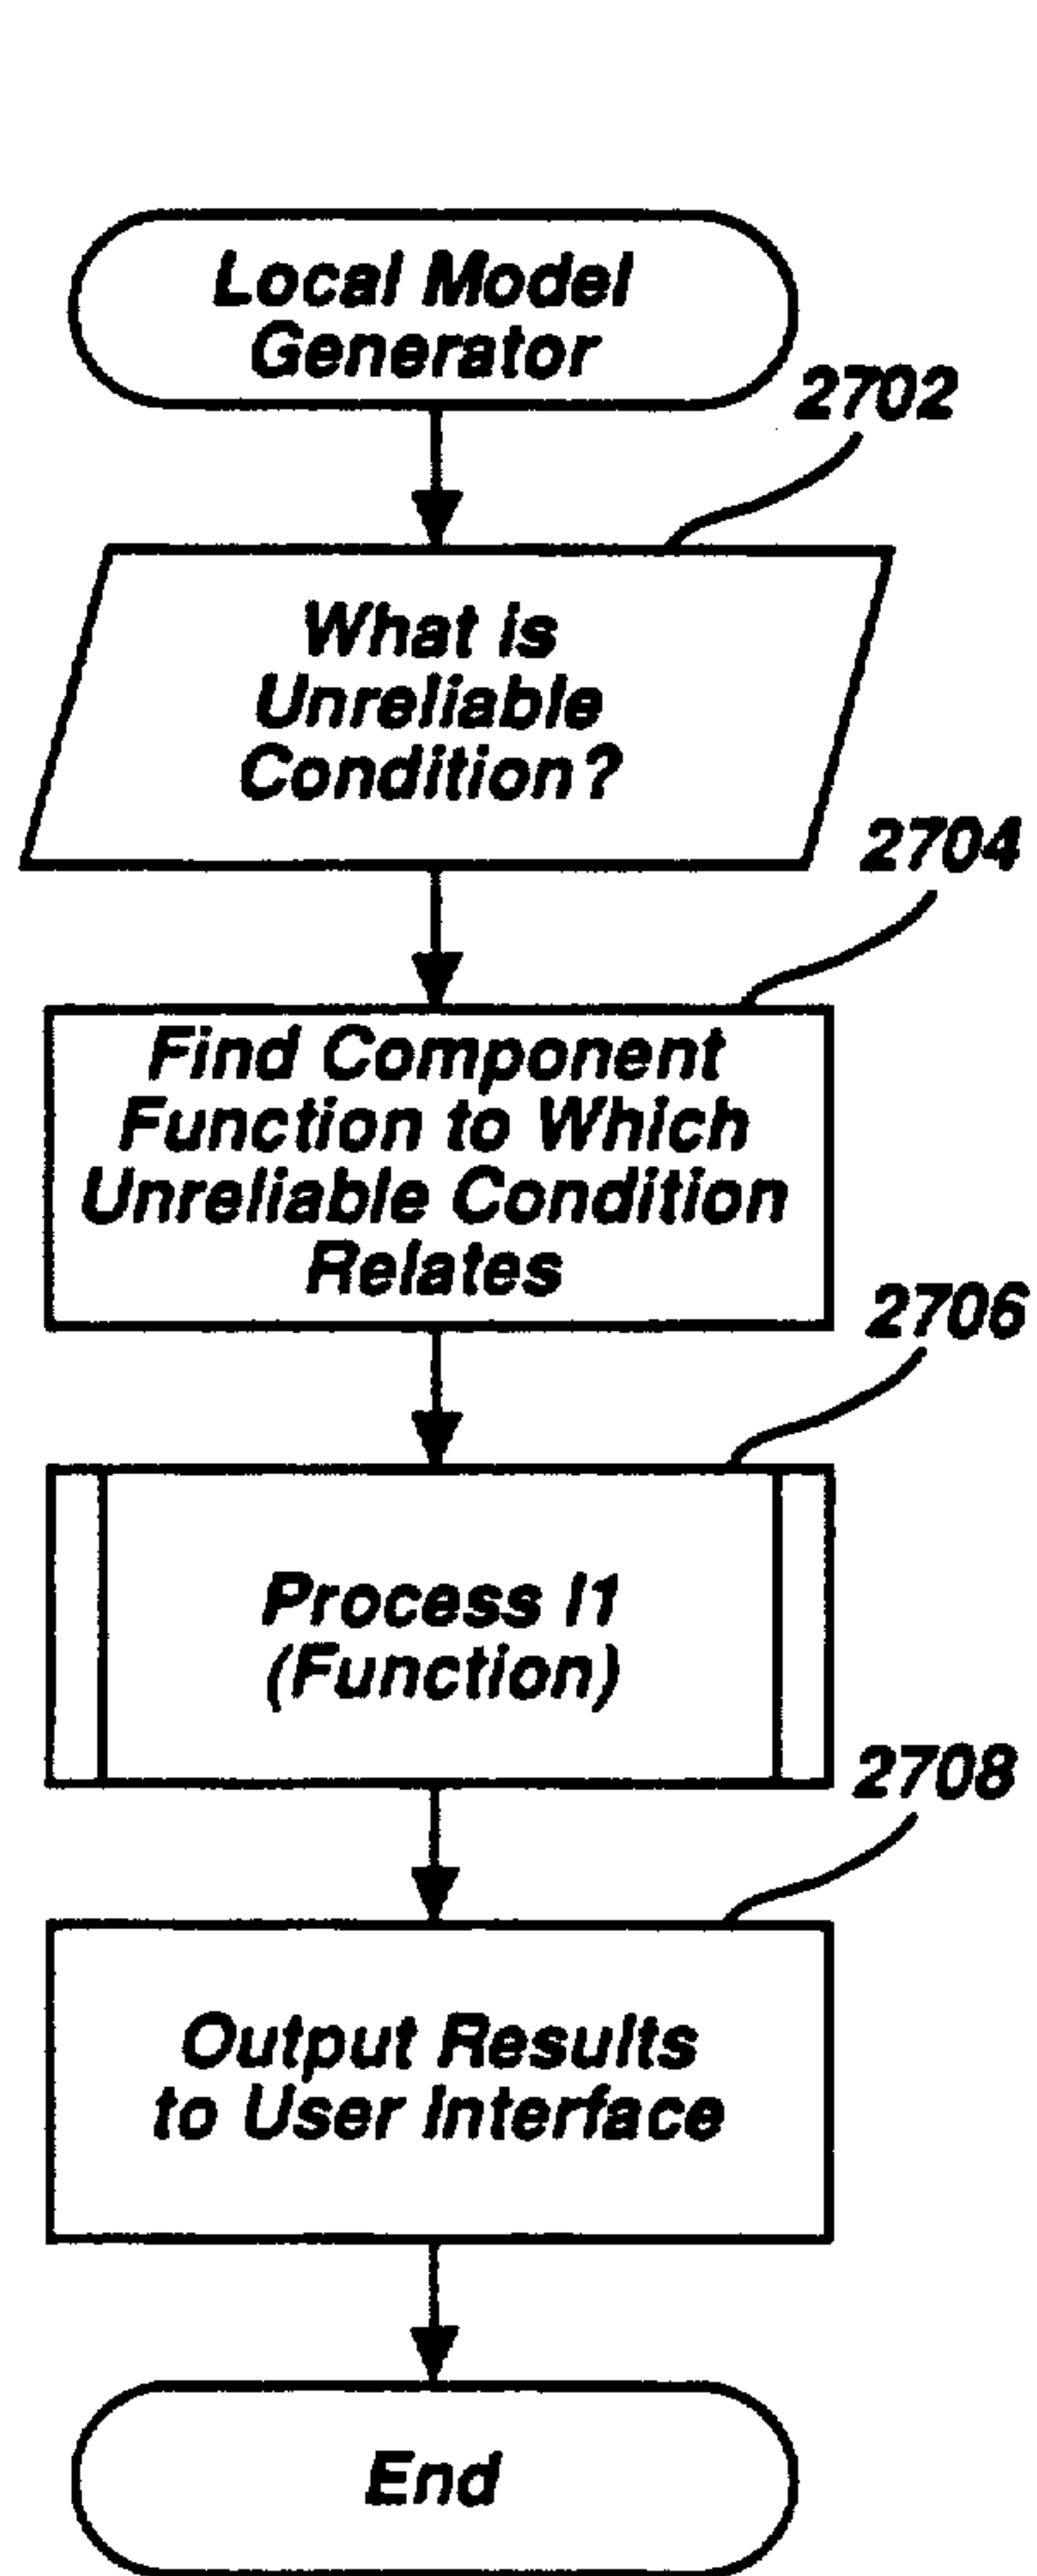 Local Model
Generator
2702
What is
Unreliable
Condition?
2704
Find Component
Function to Which
Unreliable Condition
Relates
2706
Process I1
(Function)
2708
Output Results
to User Interface
End